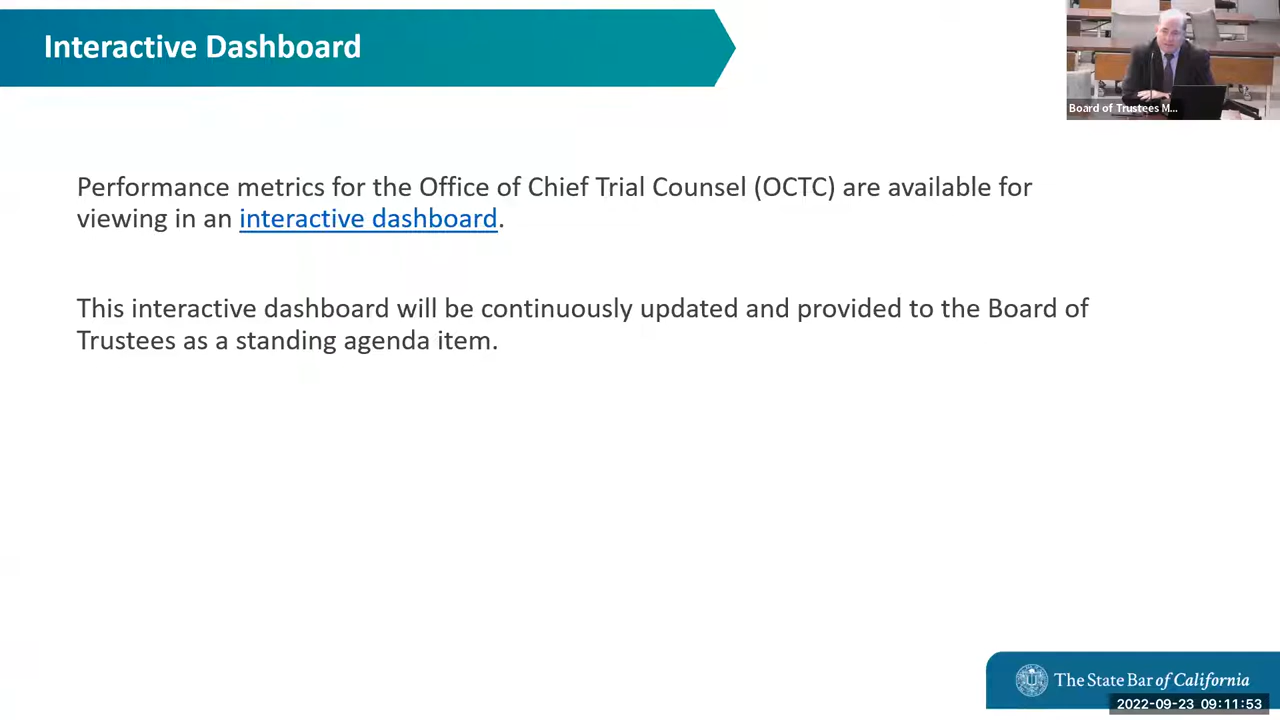 Interactive Dashboard
Board of Trustees M...
Performance metrics for the Office of Chief Trial Counsel (OCTC) are available for
viewing in an interactive dashboard.
This interactive dashboard will be continuously updated and provided to the Board of
Trustees as a standing agenda item.
The State Bar of California
2022-09-23 09:11:53